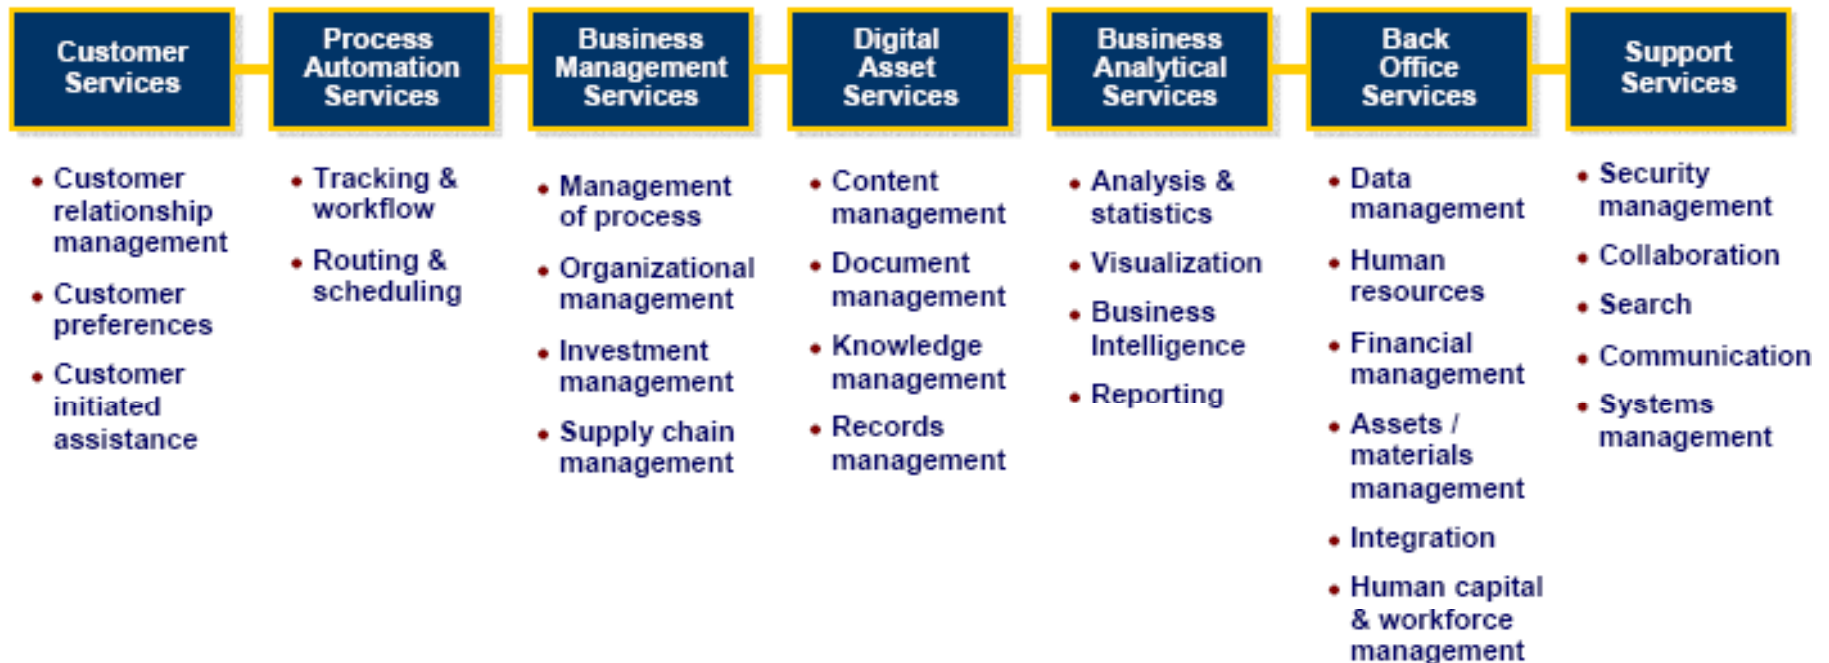 Customer
Services
Process
Automation
Services
Business
Management
Services
Digital
Asset
Services
Business
Analytical
Services
Back
Office
Services
Support
Services
• Customer
relationship
management
• Customer
preferences
• Customer
initiated
assistance
• Tracking &
workflow
• Routing &
scheduling
• Management
of process
• Organizational
management
• Investment
management
• Supply chain
management
• Content
management
• Document
management
• Knowledge
management
• Records
management
• Analysis &
statistics
• Visualization
• Business
Intelligence
• Reporting
• Data
management
• Human
resources
• Financial
management
• Assets /
materials
management
• Integration
• Human capital
& workforce
management
• Security
management
• Collaboration
• Search
• Communication
• Systems
management